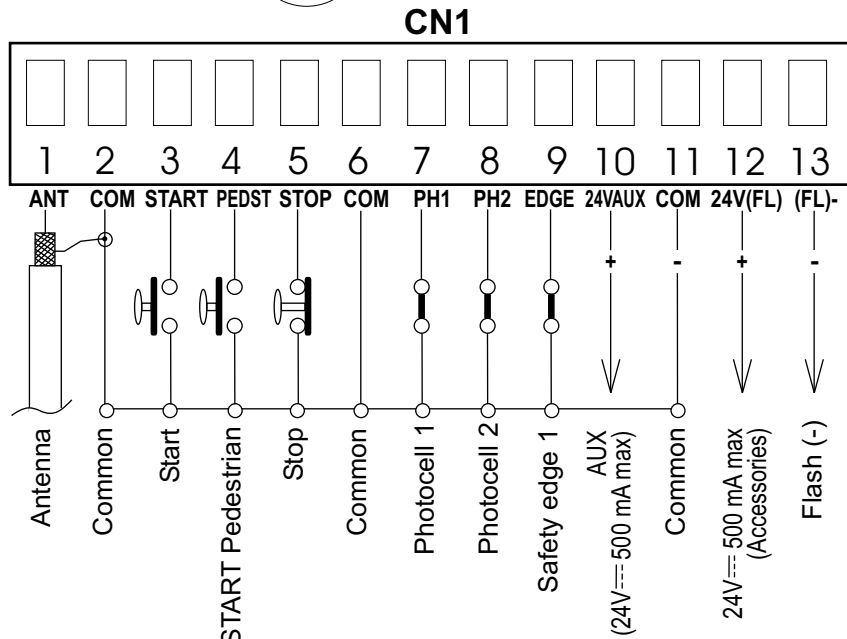 CN1
1 2 3 4 5 6 7 8 9 10 11 12 13
ANT COM START PEDST STOP COM PH1 PH2 EDGE 24VAUX COM 24V(FL) (FL)-
+ - + -
Antenna
Common
Start
START Pedestrian
Stop
Common
Photocell 1
Photocell 2
Safety edge 1
AUX
(24V⎓ 500 mA max)
Common
24V⎓ 500 mA max
(Accessories)
Flash (-)